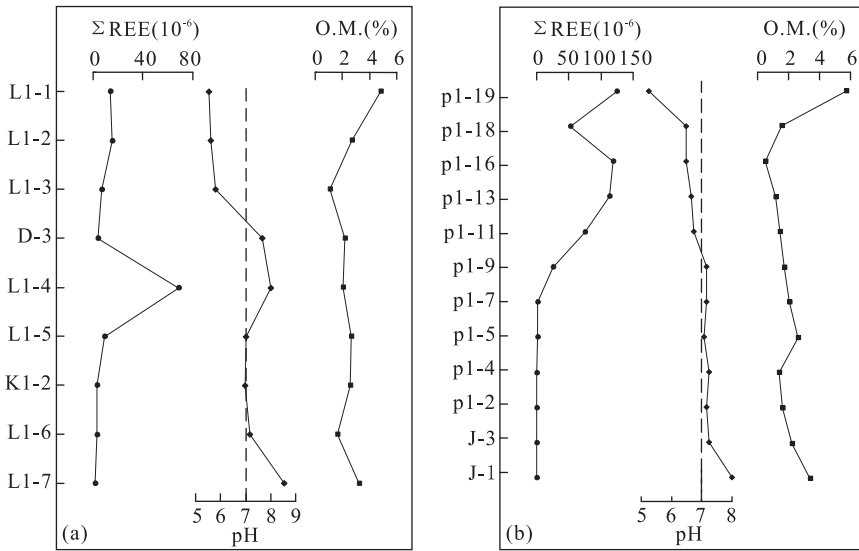 Σ REE(10⁻⁶) O.M.(%)
0 40 80 0 2 4 6
L1-1
L1-2
L1-3
D-3
L1-4
L1-5
K1-2
L1-6
L1-7
5 6 7 8 9
pH
(a)
Σ REE(10⁻⁶) O.M.(%)
0 50 100 150 0 2 4 6
p1-19
p1-18
p1-16
p1-13
p1-11
p1-9
p1-7
p1-5
p1-4
p1-2
J-3
J-1
5 6 7 8
pH
(b)